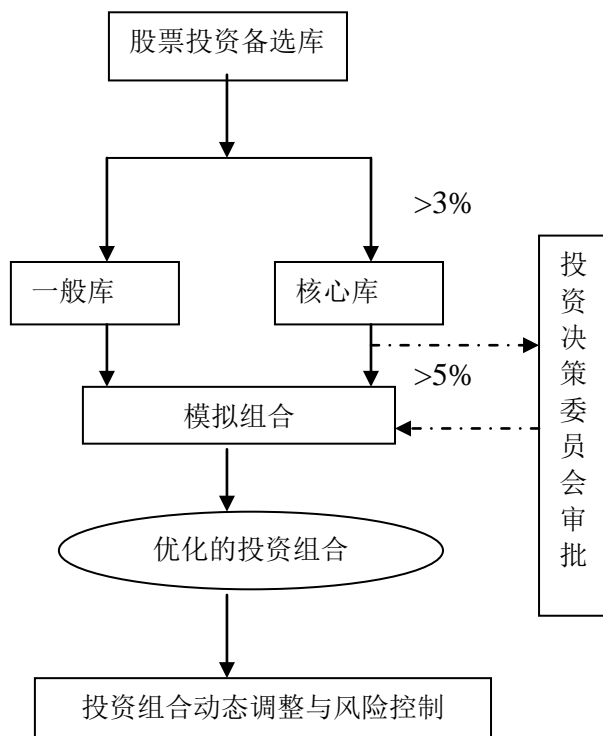 股票投资备选库
>3%
一般库
核心库
投资决策委员会审批
>5%
模拟组合
优化的投资组合
投资组合动态调整与风险控制